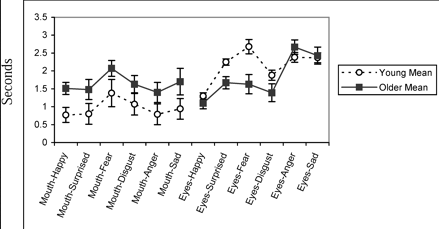 3.5
3
2.5
2
1.5
1
0.5
0
Seconds
Mouth-Happy
Mouth-Surprised
Mouth-Fear
Mouth-Disgust
Mouth-Anger
Mouth-Sad
Eyes-Happy
Eyes-Surprised
Eyes-Fear
Eyes-Disgust
Eyes-Anger
Eyes-Sad
Young Mean
Older Mean